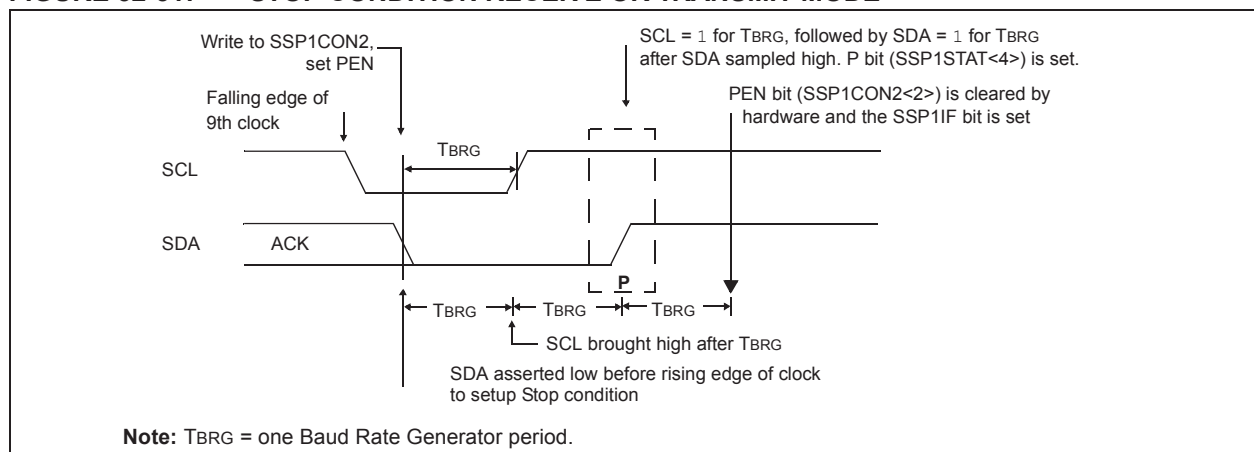 Write to SSP1CON2,
set PEN
SCL = 1 for TBRG, followed by SDA = 1 for TBRG
after SDA sampled high. P bit (SSP1STAT<4>) is set.
Falling edge of
9th clock
PEN bit (SSP1CON2<2>) is cleared by
hardware and the SSP1IF bit is set
TBRG
SCL
SDA
ACK
P
TBRG
TBRG
TBRG
SCL brought high after TBRG
SDA asserted low before rising edge of clock
to setup Stop condition
Note: TBRG = one Baud Rate Generator period.